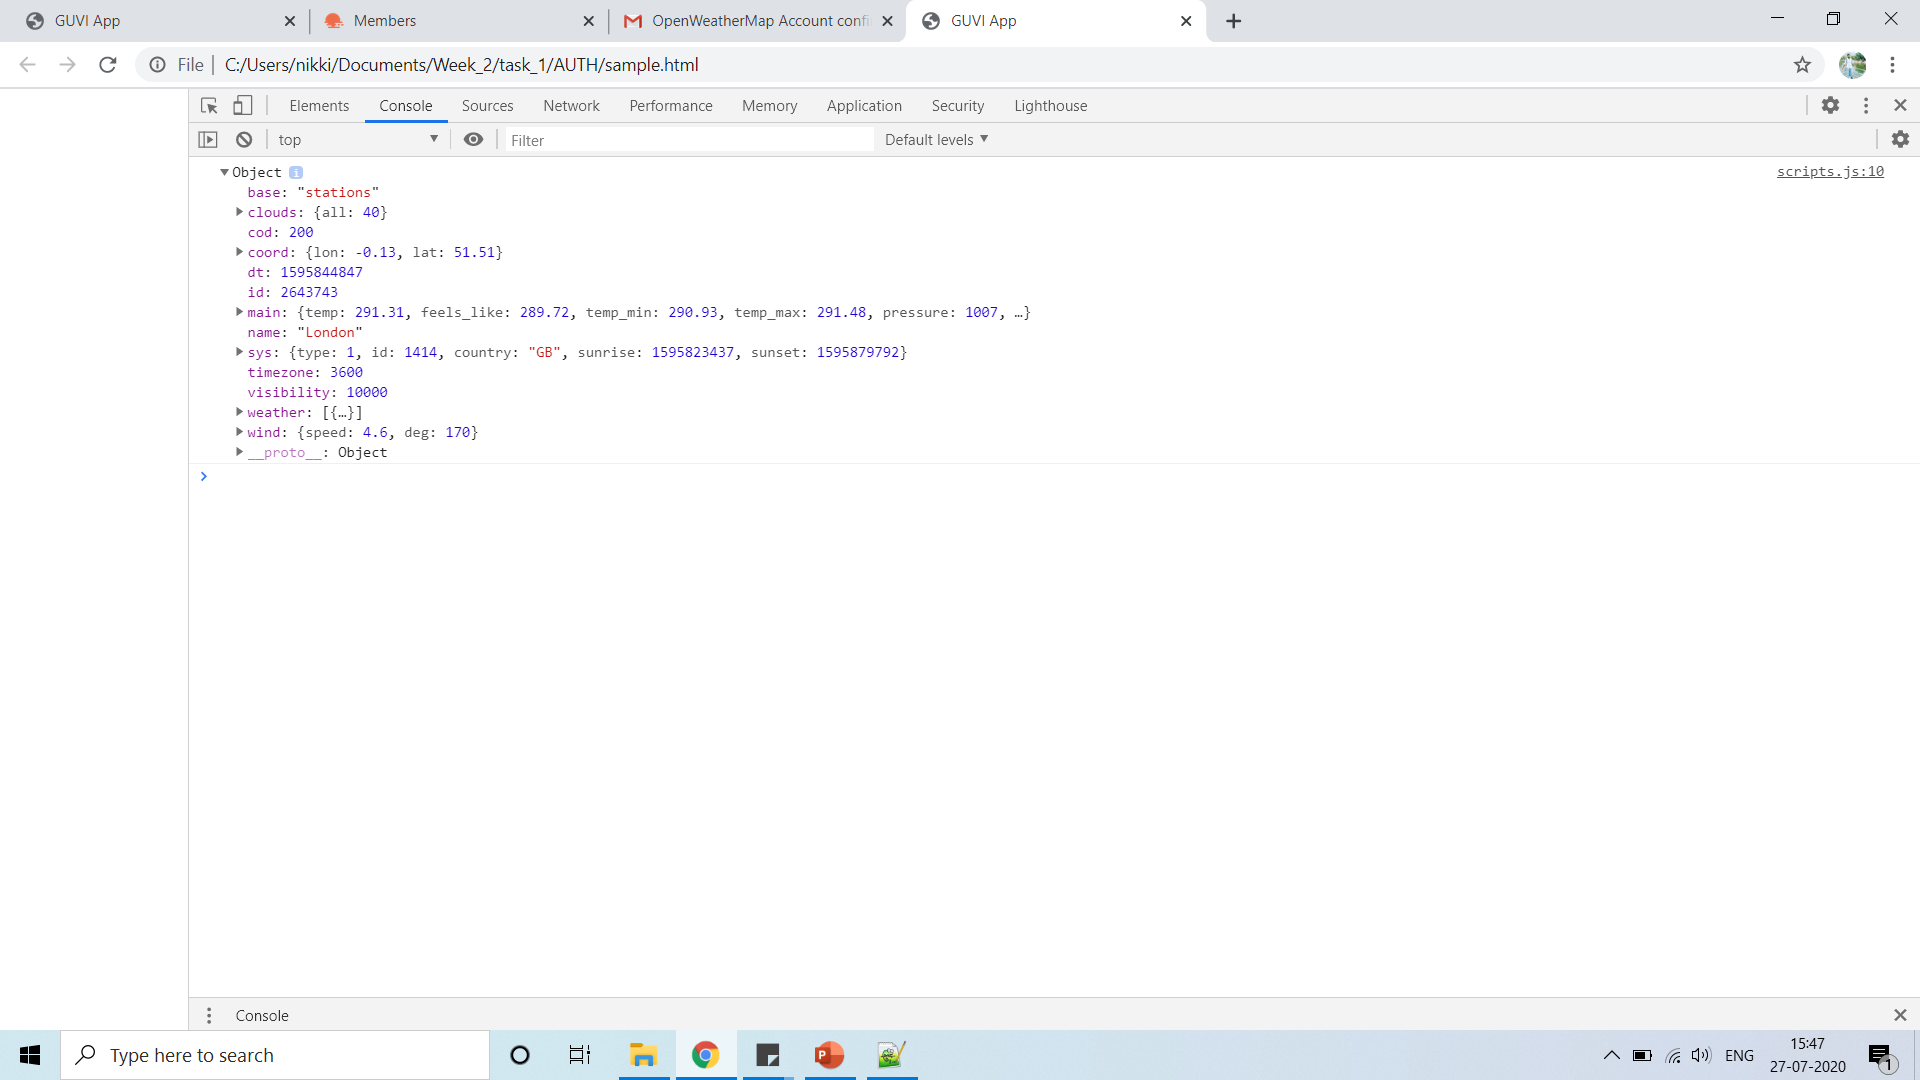 GUVI App
Members
OpenWeatherMap Account confi
GUVI App
File
C:/Users/nikki/Documents/Week_2/task_1/AUTH/sample.html
Elements Console Sources Network Performance Memory Application Security Lighthouse
top
Filter
Default levels
Object i
scripts.js:10
base: "stations"
clouds: {all: 40}
cod: 200
coord: {lon: -0.13, lat: 51.51}
dt: 1595844847
id: 2643743
main: {temp: 291.31, feels_like: 289.72, temp_min: 290.93, temp_max: 291.48, pressure: 1007, …}
name: "London"
sys: {type: 1, id: 1414, country: "GB", sunrise: 1595823437, sunset: 1595879792}
timezone: 3600
visibility: 10000
weather: [{…}]
wind: {speed: 4.6, deg: 170}
__proto__: Object
Console
Type here to search
ENG
15:47
27-07-2020
1